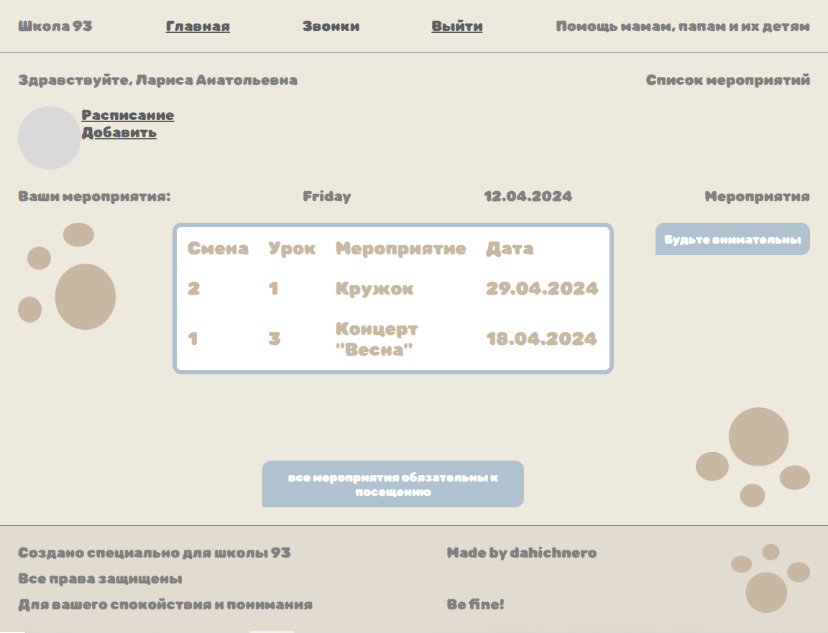 Школа 93 Главная Звонки Выйти Помощь мамам, папам и их детям
Здравствуйте, Лариса Анатольевна Список мероприятий
Расписание
Добавить
Ваши мероприятия: Friday 12.04.2024 Мероприятия
Будьте внимательны
Смена Урок Мероприятие Дата
2 1 Кружок 29.04.2024
1 3 Концерт "Весна" 18.04.2024
все мероприятия обязательны к
посещению
Создано специально для школы 93 Made by dahichnero
Все права защищены
Для вашего спокойствия и понимания Be fine!